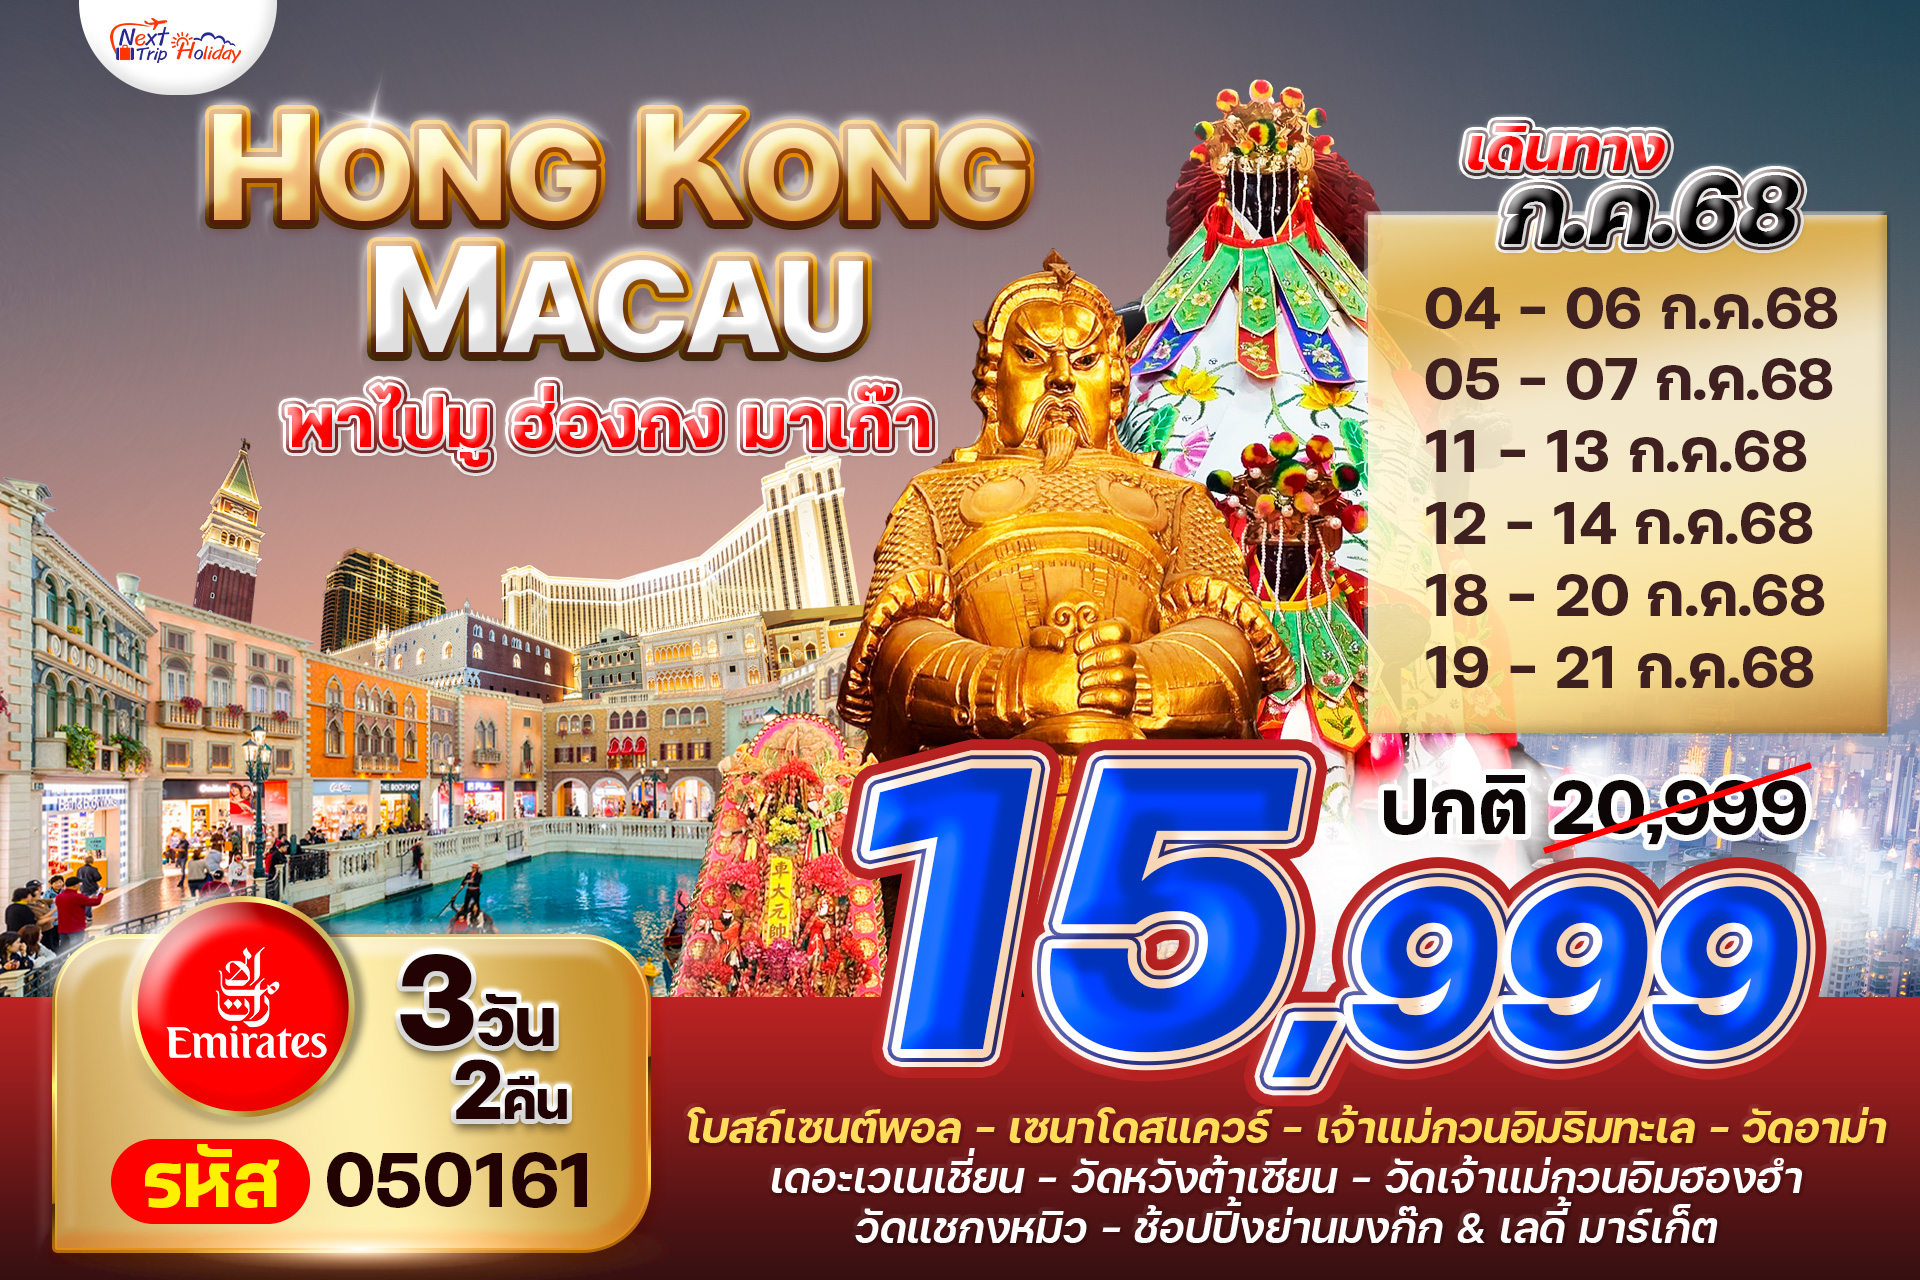 Next Trip Holiday
HONG KONG
MACAU
พาไปมู ฮ่องกง มาเก๊า
เดินทาง
ก.ค.68
04 - 06 ก.ค.68
05 - 07 ก.ค.68
11 - 13 ก.ค.68
12 - 14 ก.ค.68
18 - 20 ก.ค.68
19 - 21 ก.ค.68
ปกติ 20,999
15,999
THE BODY SHOP
FILA
車大元帥
Emirates
3วัน
2คืน
รหัส 050161
โบสถ์เซนต์พอล - เซนาโดสแควร์ - เจ้าแม่กวนอิมริมทะเล - วัดอาม่า
เดอะเวเนเชี่ยน - วัดหวังต้าเซียน - วัดเจ้าแม่กวนอิมฮองฮำ
วัดแชกงหมิว - ช้อปปิ้งย่านมงก๊ก & เลดี้ มาร์เก็ต